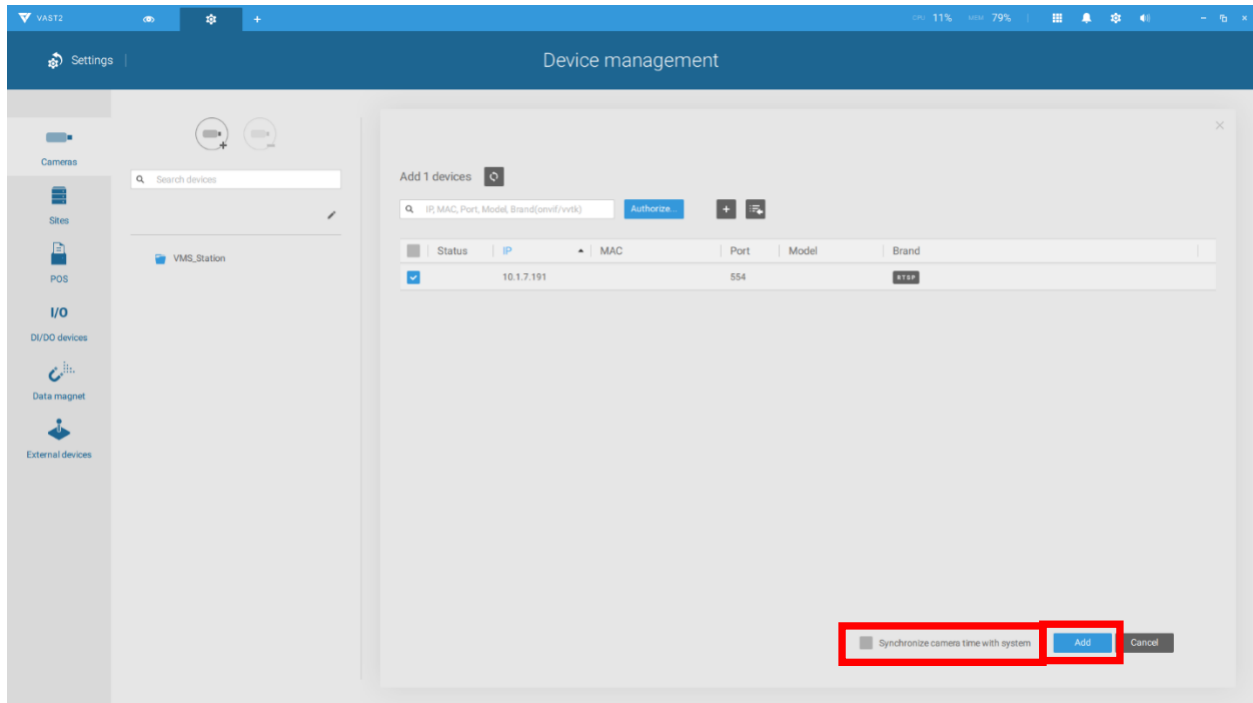 VAST2 + CPU 11% MEM 79%
Settings Device management
Cameras
Search devices
Add 1 devices
IP, MAC, Port, Model, Brand(onvif/vvtk) Authorize... +
Sites
Status IP MAC Port Model Brand
VMS_Station
10.1.7.191 554 RTSP
POS
I/O
DI/DO devices
Data magnet
External devices
Synchronize camera time with system Add Cancel